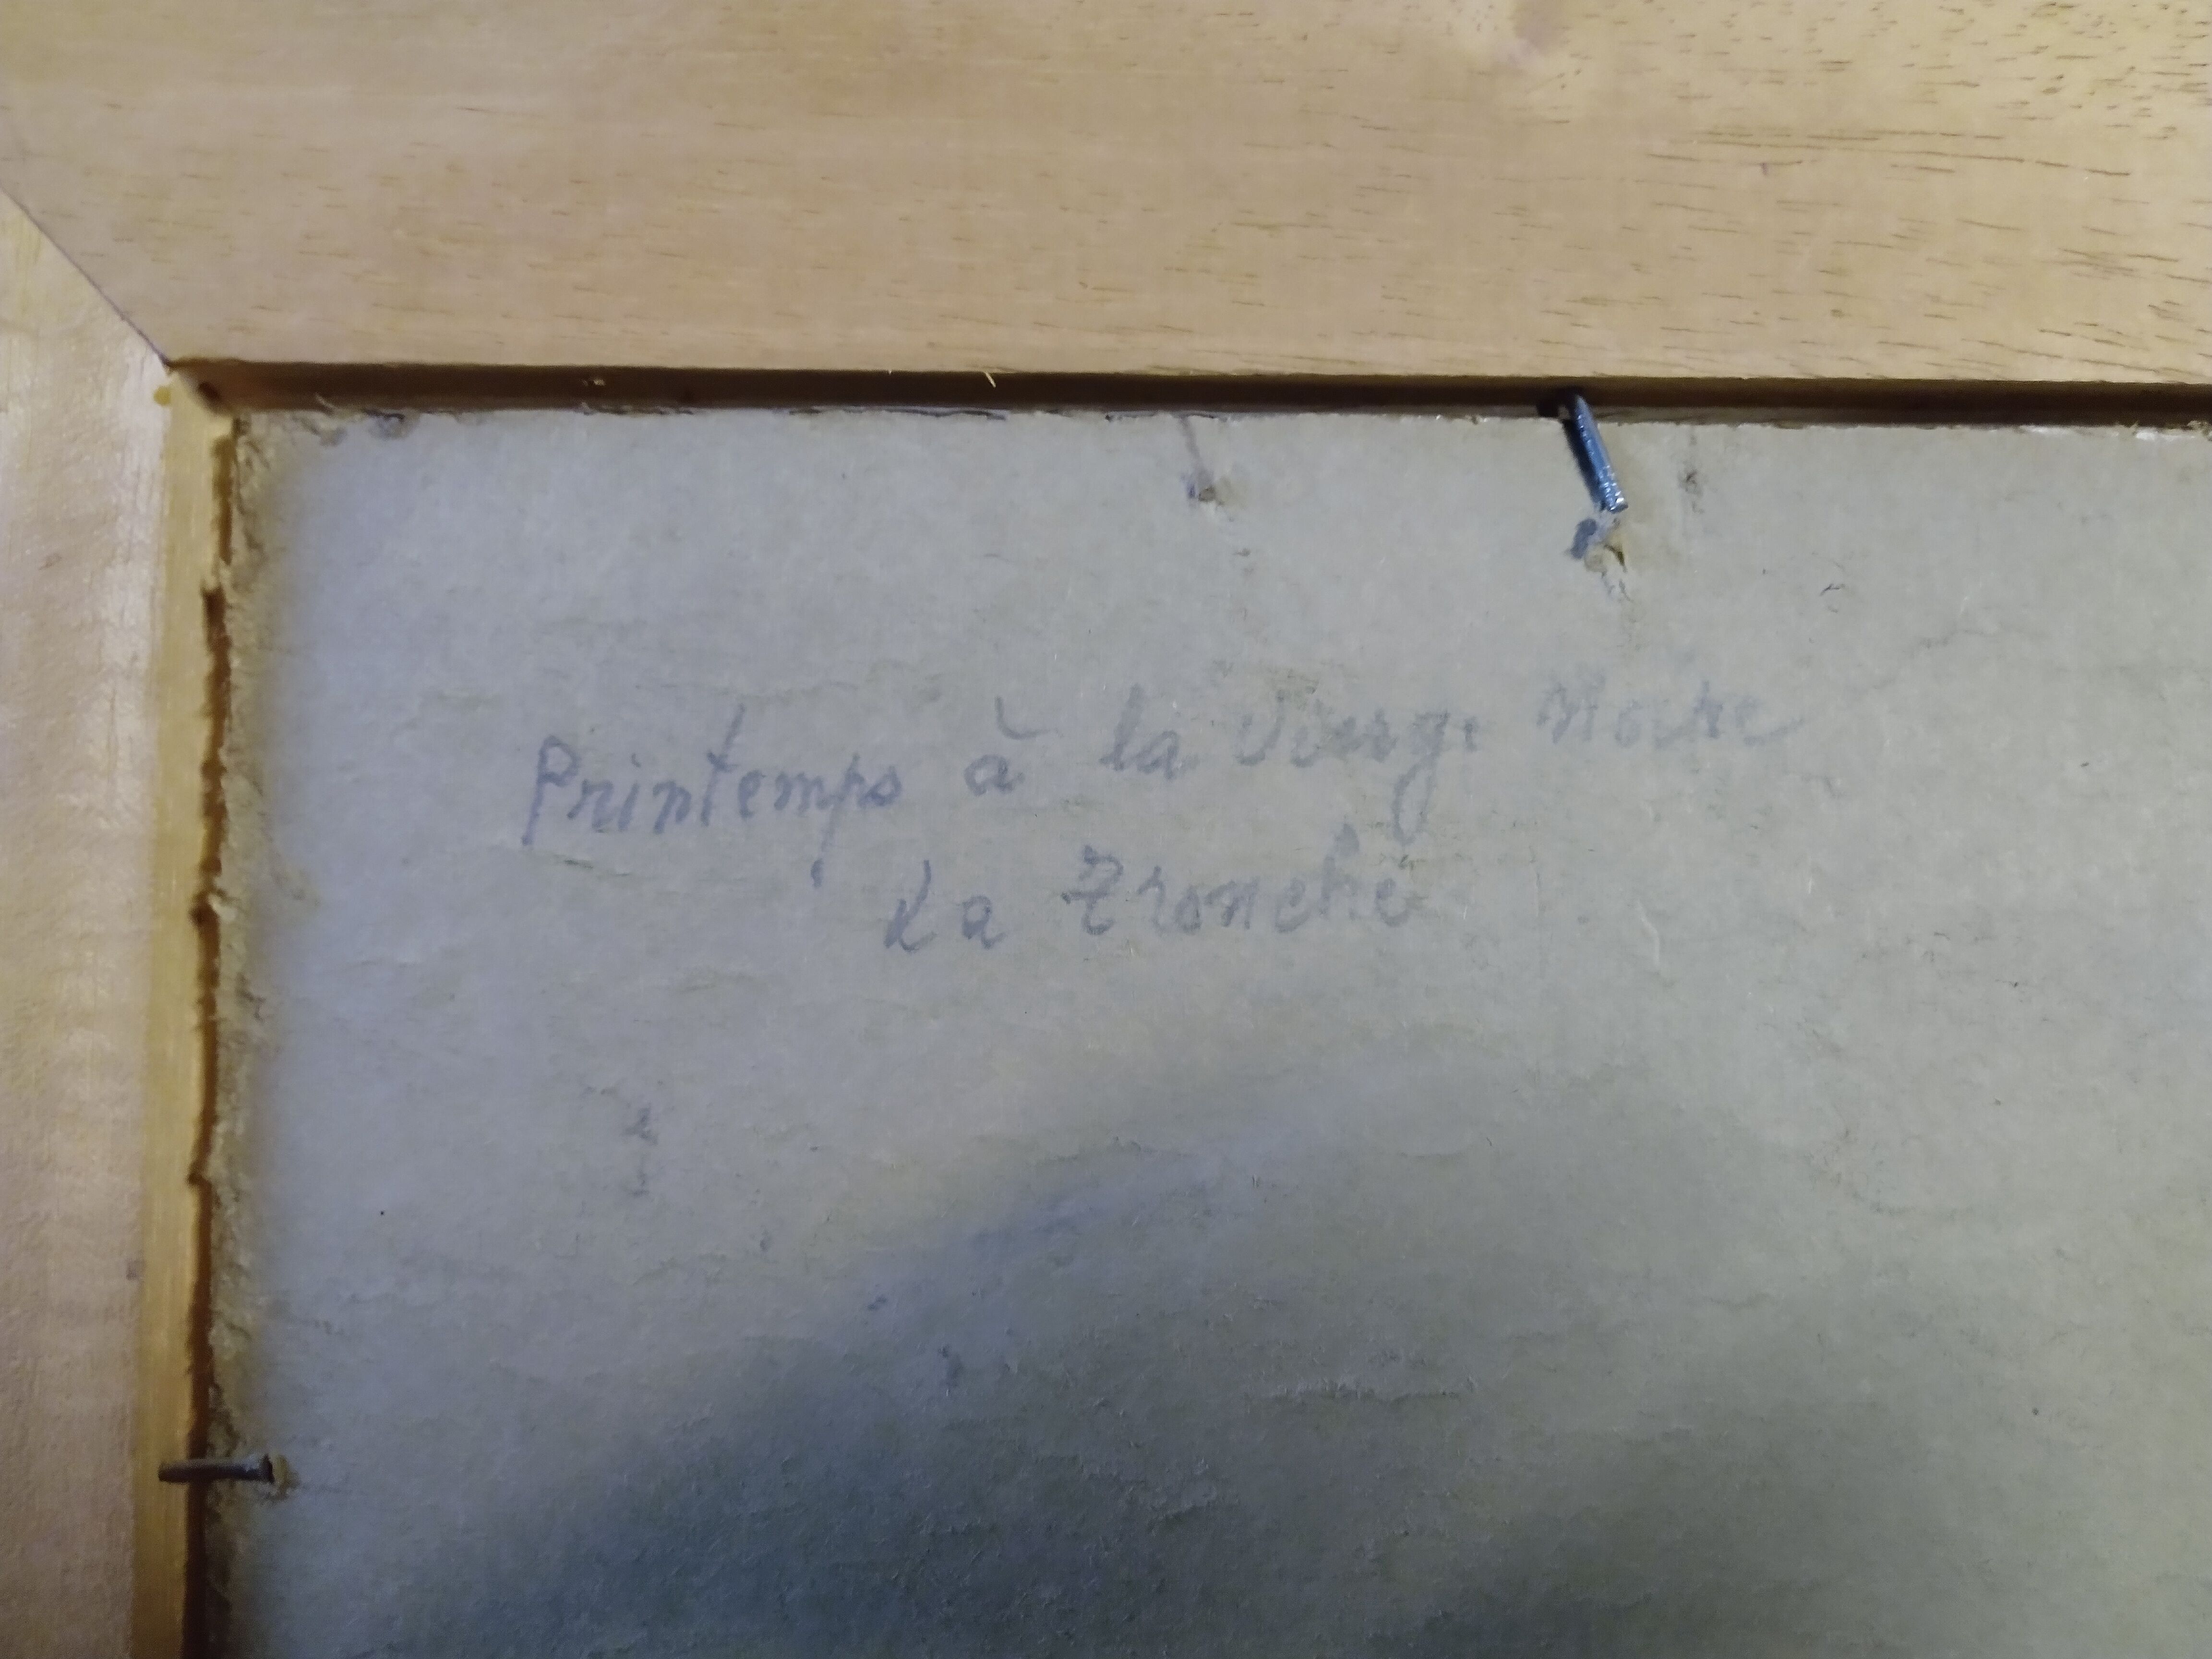 Printemps à la Vierge Noire
La Tronche